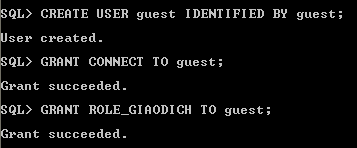 SQL> CREATE USER guest IDENTIFIED BY guest;
User created.
SQL> GRANT CONNECT TO guest;
Grant succeeded.
SQL> GRANT ROLE_GIAODICH TO guest;
Grant succeeded.